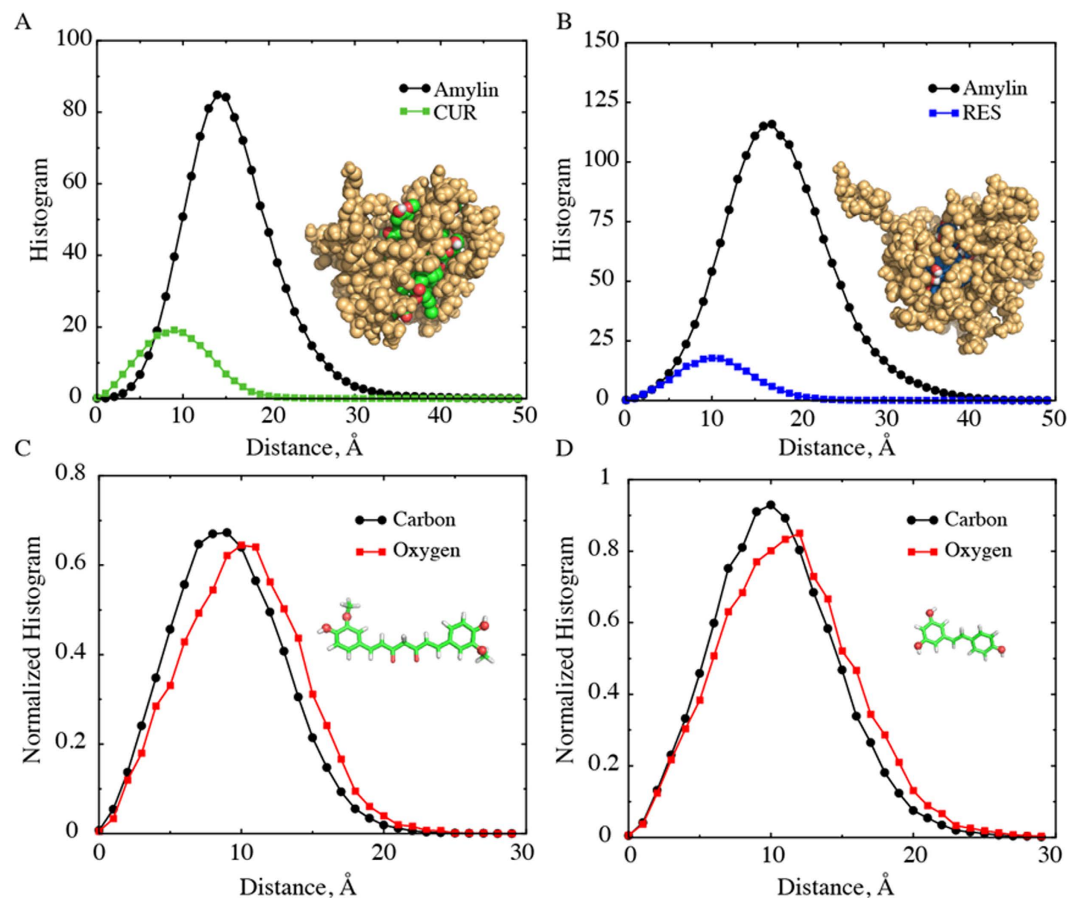 A
100
80
60
40
20
0
Histogram
Amylin
CUR
0 10 20 30 40 50
Distance, Å
B
150
125
100
75
50
25
0
Histogram
Amylin
RES
0 10 20 30 40 50
Distance, Å
C
0.8
0.6
0.4
0.2
0
Normalized Histogram
Carbon
Oxygen
0 10 20 30
Distance, Å
D
1
0.8
0.6
0.4
0.2
0
Normalized Histogram
Carbon
Oxygen
0 10 20 30
Distance, Å